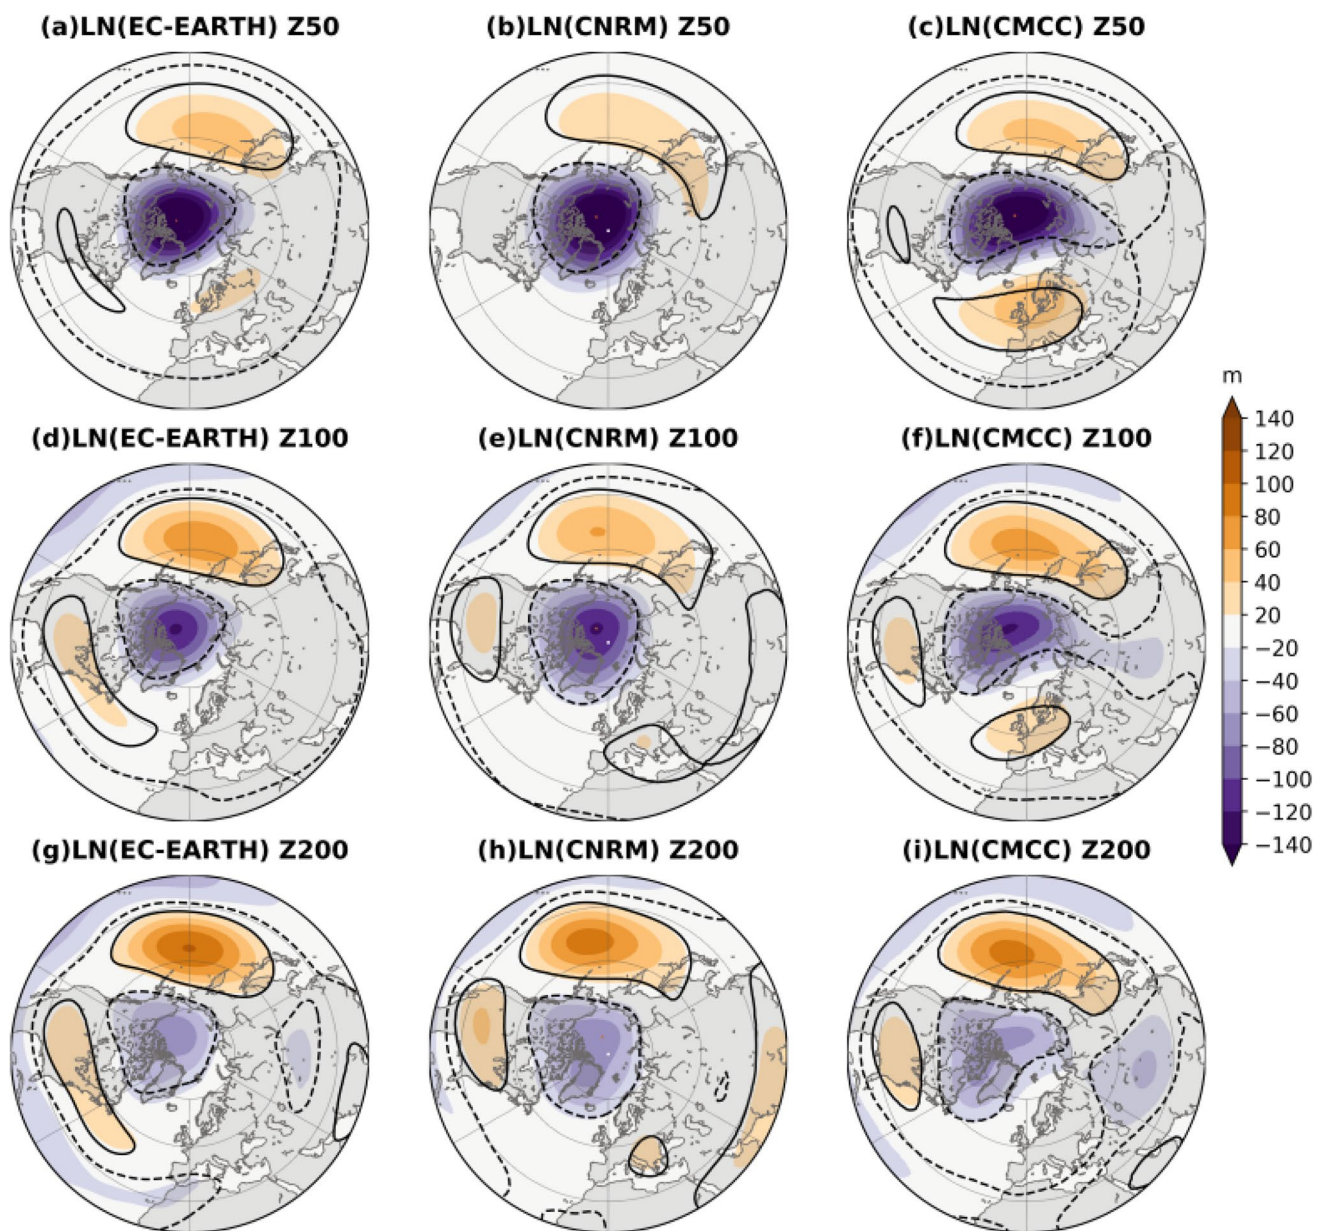 (a)LN(EC-EARTH) Z50
(b)LN(CNRM) Z50
(c)LN(CMCC) Z50
(d)LN(EC-EARTH) Z100
(e)LN(CNRM) Z100
(f)LN(CMCC) Z100
(g)LN(EC-EARTH) Z200
(h)LN(CNRM) Z200
(i)LN(CMCC) Z200
m
140
120
100
80
60
40
20
−20
−40
−60
−80
−100
−120
−140